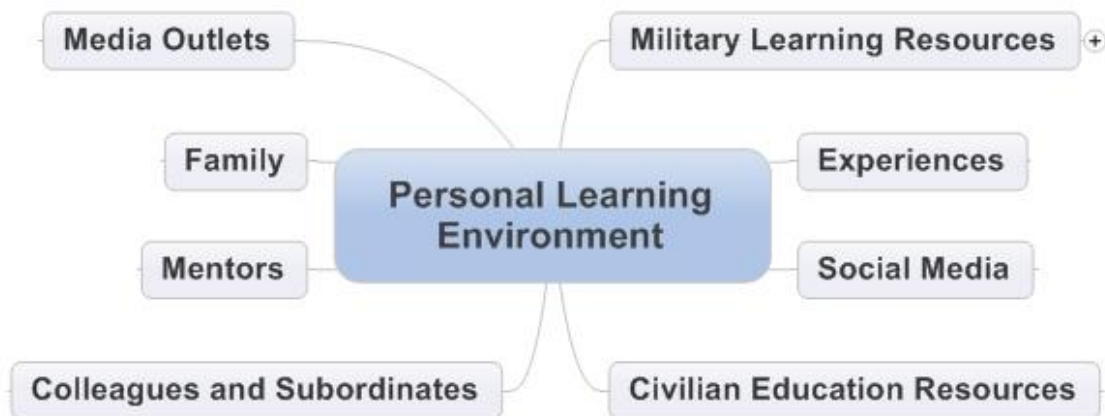 Media Outlets
Military Learning Resources
Family
Experiences
Personal Learning
Environment
Mentors
Social Media
Colleagues and Subordinates
Civilian Education Resources